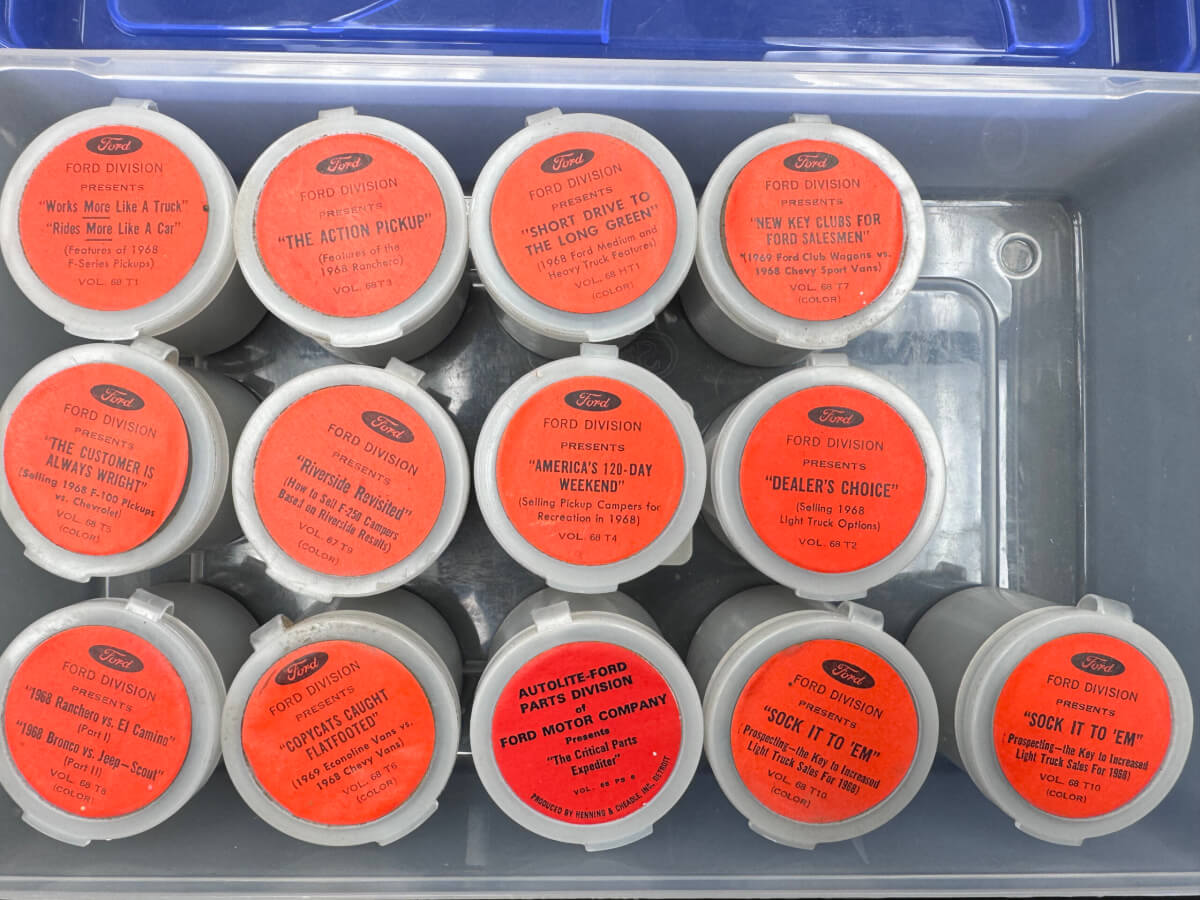 Ford
FORD DIVISION
PRESENTS
"Works More Like A Truck"
"Rides More Like A Car"
(Features of 1968
F-Series Pickups)
VOL. 68 T1
Ford
FORD DIVISION
PRESENTS
"THE ACTION PICKUP"
(Features of the
1968 Ranchero)
VOL. 68 T3
Ford
FORD DIVISION
PRESENTS
"SHORT DRIVE TO
THE LONG GREEN"
(1968 Ford Medium and
Heavy Truck Features)
VOL. 68 HT1
(COLOR)
Ford
FORD DIVISION
PRESENTS
"NEW KEY CLUBS FOR
FORD SALESMEN"
"(1969 Ford Club Wagons vs.
1968 Chevy Sport Vans)
VOL. 68 T7
(COLOR)
Ford
FORD DIVISION
PRESENTS
"THE CUSTOMER IS
ALWAYS WRIGHT"
(Selling 1968 F-100 Pickups
vs. Chevrolet)
VOL. 68 T5
(COLOR)
Ford
FORD DIVISION
PRESENTS
"Riverside Revisited"
(How to Sell F-250 Campers
Based on Riverside Results)
VOL. 67 T9
(COLOR)
Ford
FORD DIVISION
PRESENTS
"AMERICA'S 120-DAY
WEEKEND"
(Selling Pickup Campers for
Recreation in 1968)
VOL. 68 T4
Ford
FORD DIVISION
PRESENTS
"DEALER'S CHOICE"
(Selling 1968
Light Truck Options)
VOL. 68 T2
Ford
FORD DIVISION
PRESENTS
"1968 Ranchero vs. El Camino"
(Part I)
"1968 Bronco vs. Jeep—Scout"
(Part II)
VOL. 68 T8
(COLOR)
Ford
FORD DIVISION
PRESENTS
"COPYCATS CAUGHT
FLATFOOTED"
(1969 Econoline Vans vs.
1968 Chevy Vans)
VOL. 68 T6
(COLOR)
AUTOLITE-FORD
PARTS DIVISION
of
FORD MOTOR COMPANY
Presents
"The Critical Parts
Expediter"
VOL. 68 PS 6
PRODUCED BY HENNING & CHEADLE, INC., DETROIT
Ford
FORD DIVISION
PRESENTS
"SOCK IT TO 'EM"
(Prospecting—the Key to Increased
Light Truck Sales For 1968)
VOL. 68 T10
(COLOR)
Ford
FORD DIVISION
PRESENTS
"SOCK IT TO 'EM"
(Prospecting—the Key to Increased
Light Truck Sales For 1968)
VOL. 68 T10
(COLOR)